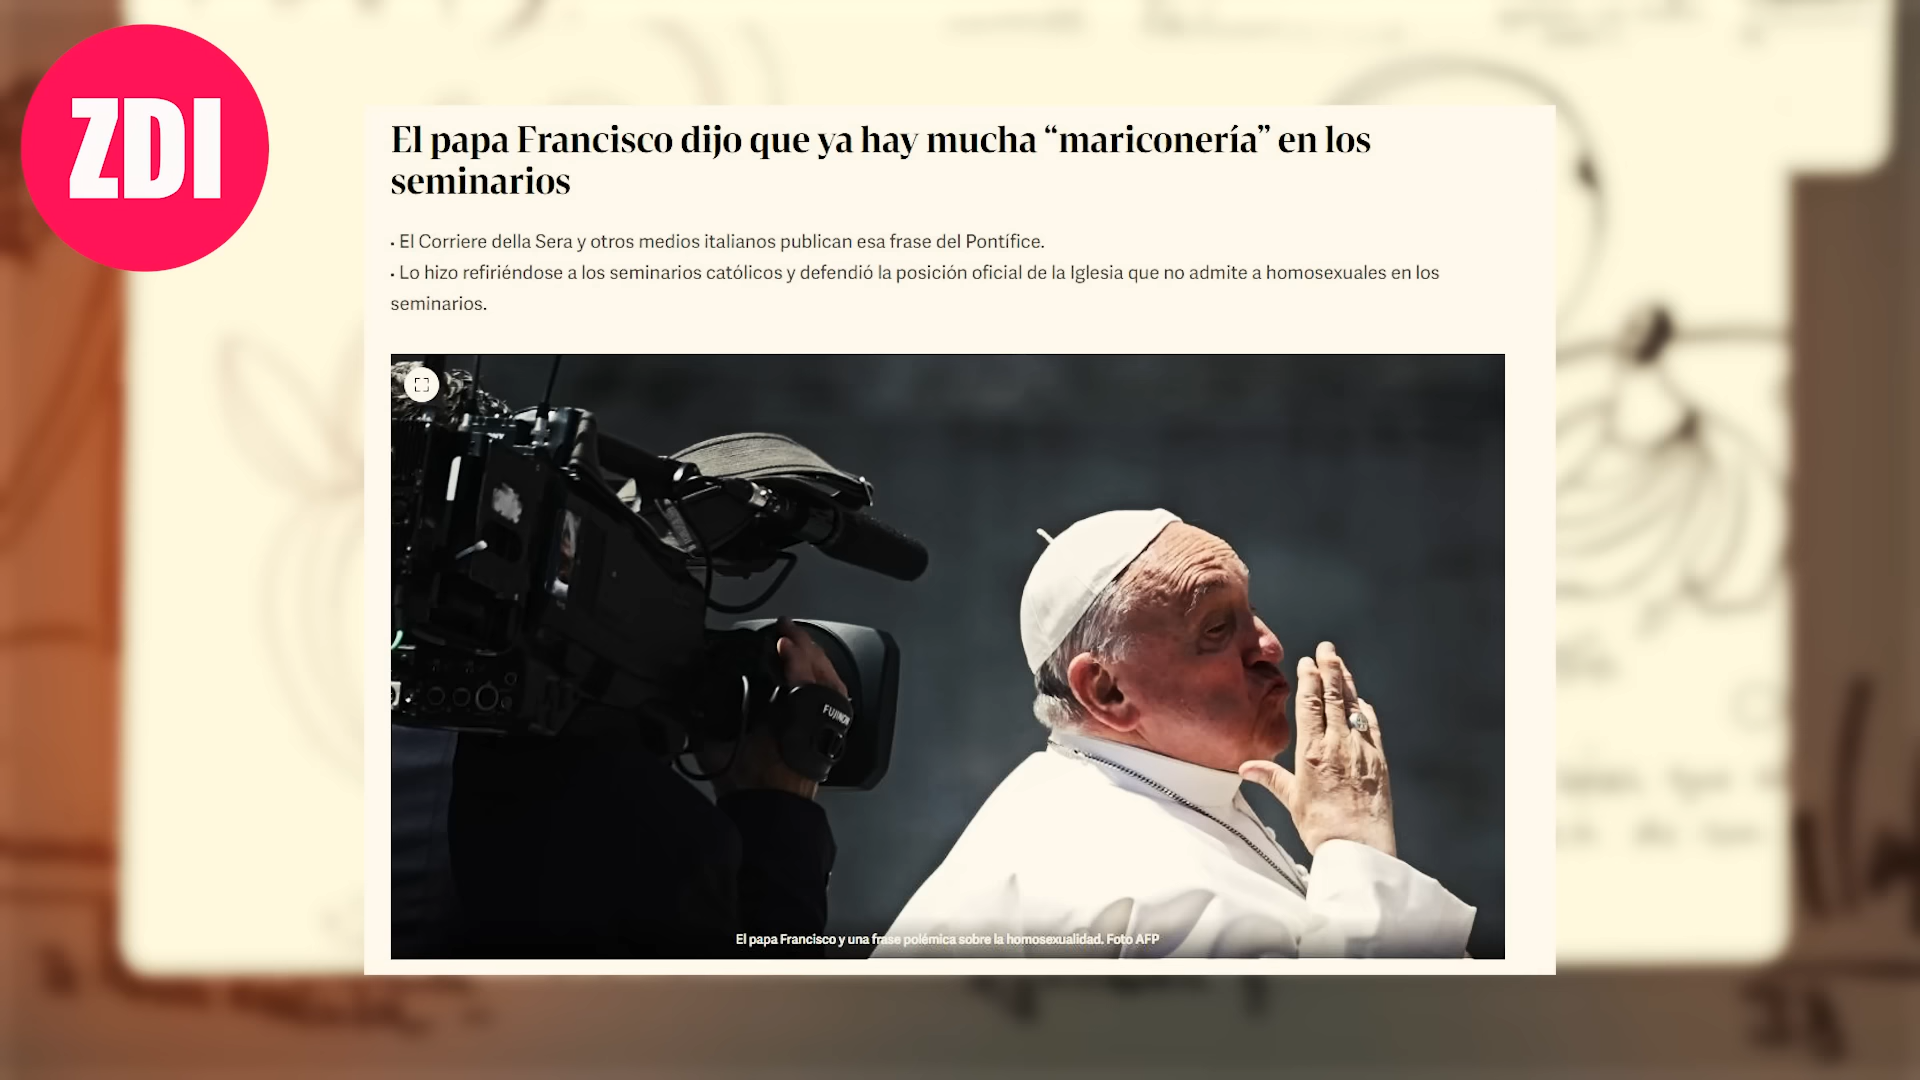 ZDI
El papa Francisco dijo que ya hay mucha “mariconería” en los
seminarios
· El Corriere della Sera y otros medios italianos publican esa frase del Pontífice.
· Lo hizo refiriéndose a los seminarios católicos y defendió la posición oficial de la Iglesia que no admite a homosexuales en los
seminarios.
FUJINON
El papa Francisco y una frase polémica sobre la homosexualidad. Foto AFP